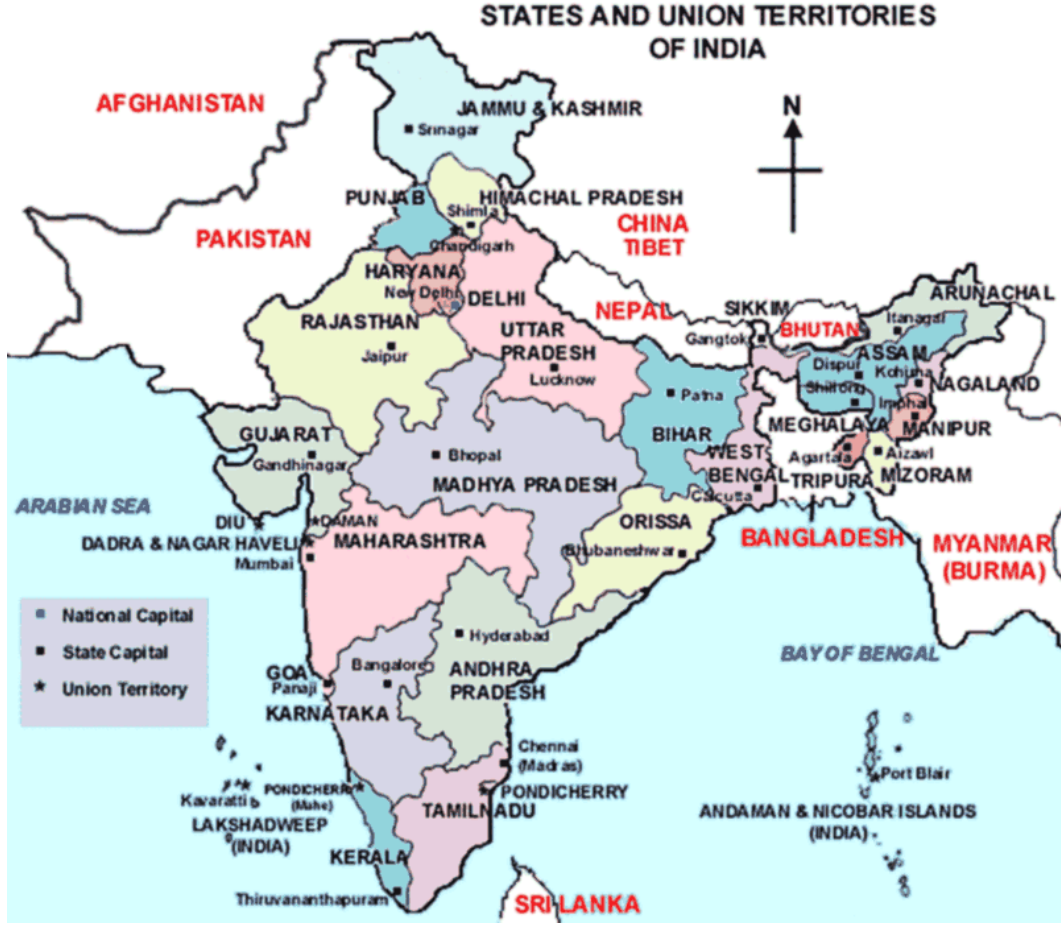 STATES AND UNION TERRITORIES
OF INDIA
AFGHANISTAN
JAMMU & KASHMIR
N
Srinagar
PUNJAB
HIMACHAL PRADESH
Shimla
CHINA
TIBET
PAKISTAN
Chandigarh
HARYANA
New Delhi
DELHI
NEPAL
SIKKIM
ARUNACHAL
RAJASTHAN
UTTAR
PRADESH
Gangtok
BHUTAN
Itanagal
Jaipur
Lucknow
Dispur
ASSAM
Kohima
Patna
Shillong
NAGALAND
Imphal
GUJARAT
BIHAR
MEGHALAYA
MANIPUR
Gandhinagar
Bhopal
WEST
BENGAL
Agartala
Aizawl
MADHYA PRADESH
TRIPURA
MIZORAM
Calcutta
ARABIAN SEA
DIU
DAMAN
ORISSA
DADRA & NAGAR HAVELI
MAHARASHTRA
BANGLADESH
MYANMAR
(BURMA)
Mumbai
Bhubaneshwar
National Capital
State Capital
Union Territory
Hyderabad
BAY OF BENGAL
GOA
Panaji
Bangalore
ANDHRA
PRADESH
KARNATAKA
Chennai
(Madras)
Port Blair
Kavaratti
PONDICHERRY
(Mahe)
PONDICHERRY
LAKSHADWEEP
(INDIA)
TAMILNADU
ANDAMAN & NICOBAR ISLANDS
(INDIA)
KERALA
Thiruvananthapuram
SRI LANKA